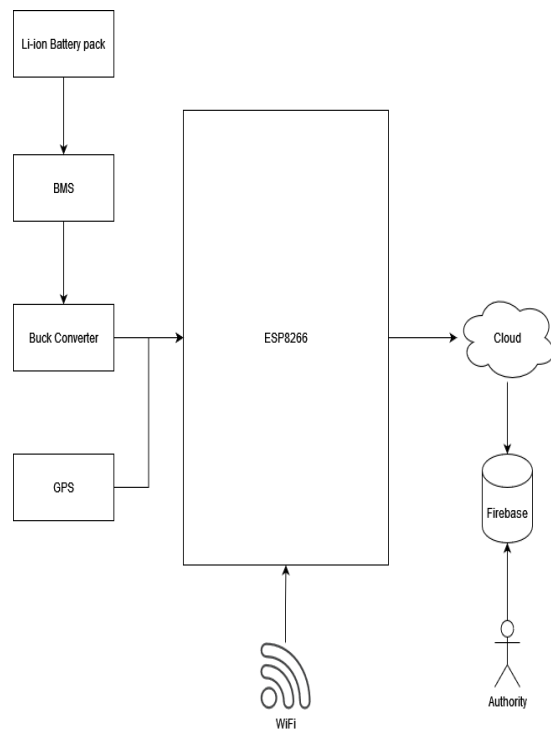 Li-ion Battery pack
BMS
Buck Converter
ESP8266
Cloud
GPS
Firebase
Authority
WiFi